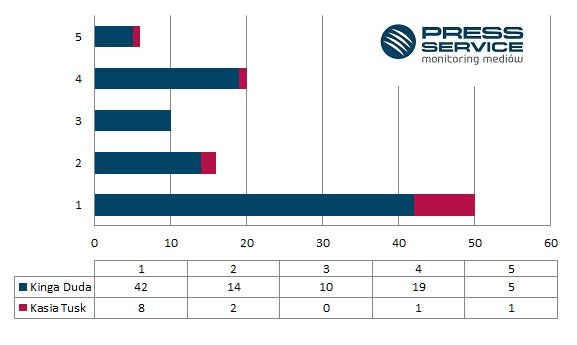 PRESS
SERVICE
monitoring mediów
5
4
3
2
1
0 10 20 30 40 50 60
1 2 3 4 5
Kinga Duda 42 14 10 19 5
Kasia Tusk 8 2 0 1 1